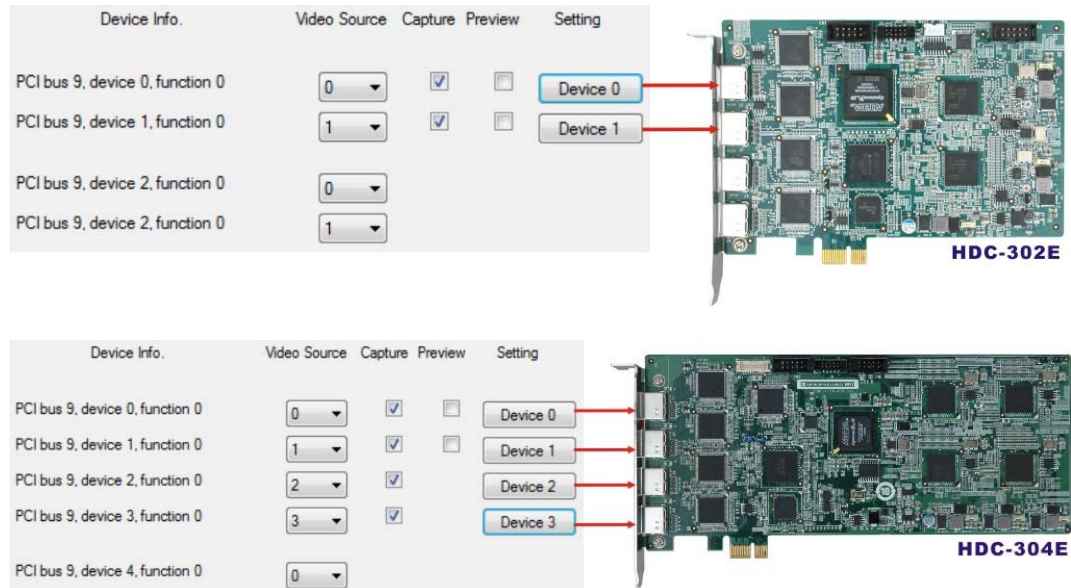 Device Info. Video Source Capture Preview Setting
PCI bus 9, device 0, function 0 0 Device 0
PCI bus 9, device 1, function 0 1 Device 1
PCI bus 9, device 2, function 0 0
PCI bus 9, device 2, function 0 1
HDC-302E
Device Info. Video Source Capture Preview Setting
PCI bus 9, device 0, function 0 0 Device 0
PCI bus 9, device 1, function 0 1 Device 1
PCI bus 9, device 2, function 0 2 Device 2
PCI bus 9, device 3, function 0 3 Device 3
HDC-304E
PCI bus 9, device 4, function 0 0